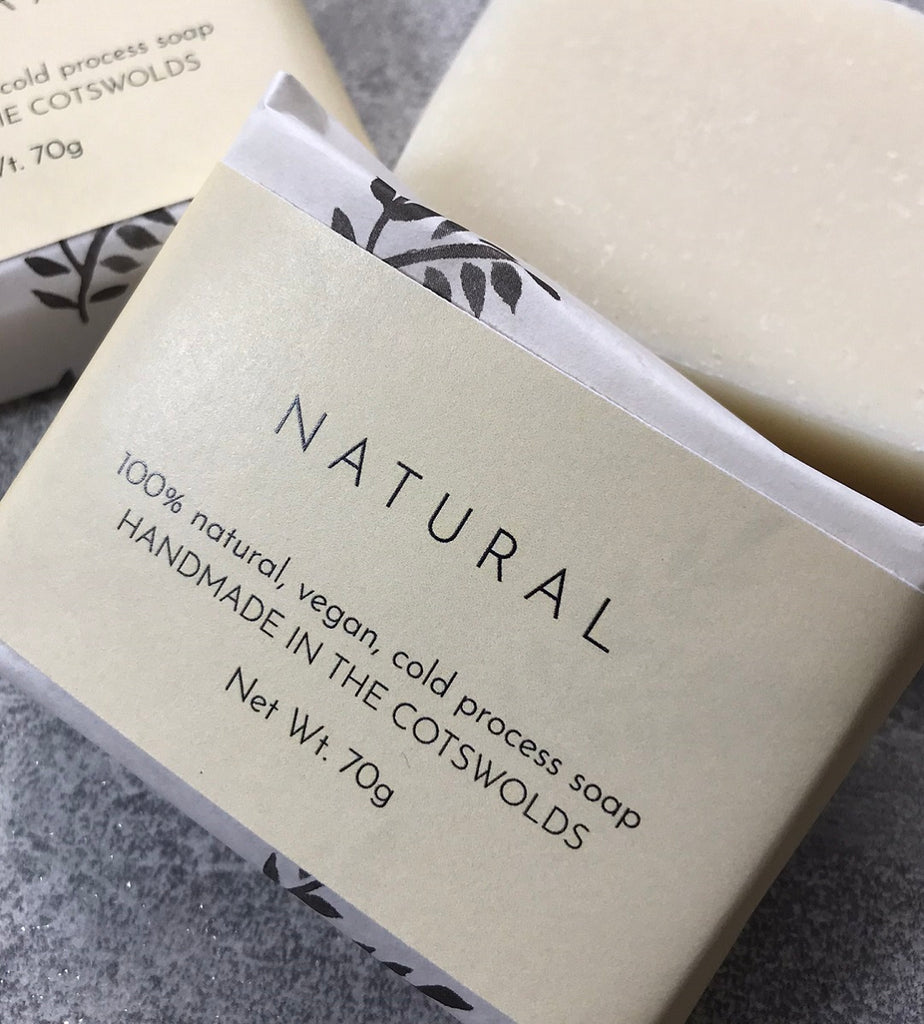 cold process soap
THE COTSWOLDS
Wt. 70g
NATURAL
100% natural, vegan, cold process soap
HANDMADE IN THE COTSWOLDS
Net Wt. 70g